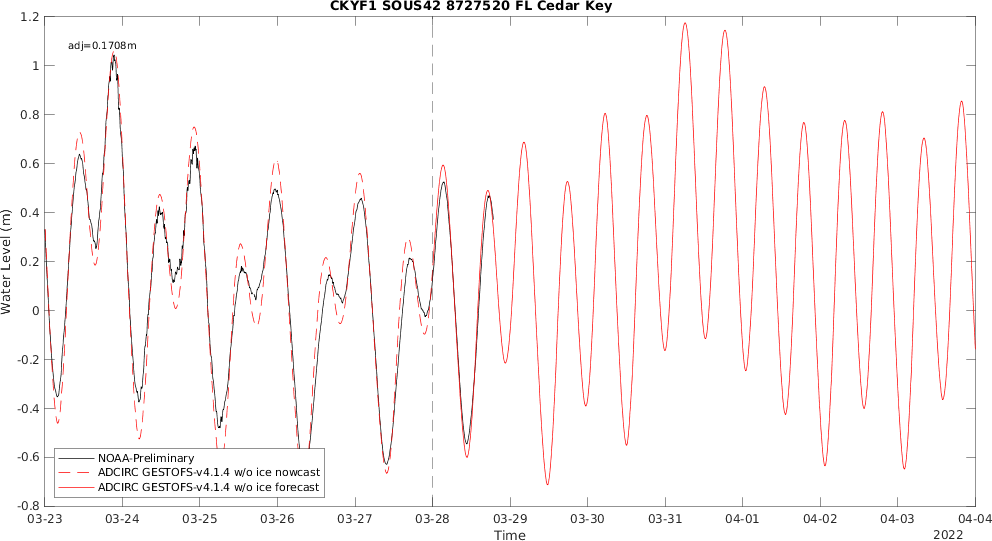 CKYF1 SOUS42 8727520 FL Cedar Key
adj=0.1708m
1.2
1
0.8
0.6
0.4
0.2
0
-0.2
-0.4
-0.6
-0.8
Water Level (m)
NOAA-Preliminary
ADCIRC GESTOFS-v4.1.4 w/o ice nowcast
ADCIRC GESTOFS-v4.1.4 w/o ice forecast
03-23 03-24 03-25 03-26 03-27 03-28 03-29 03-30 03-31 04-01 04-02 04-03 04-04
Time
2022